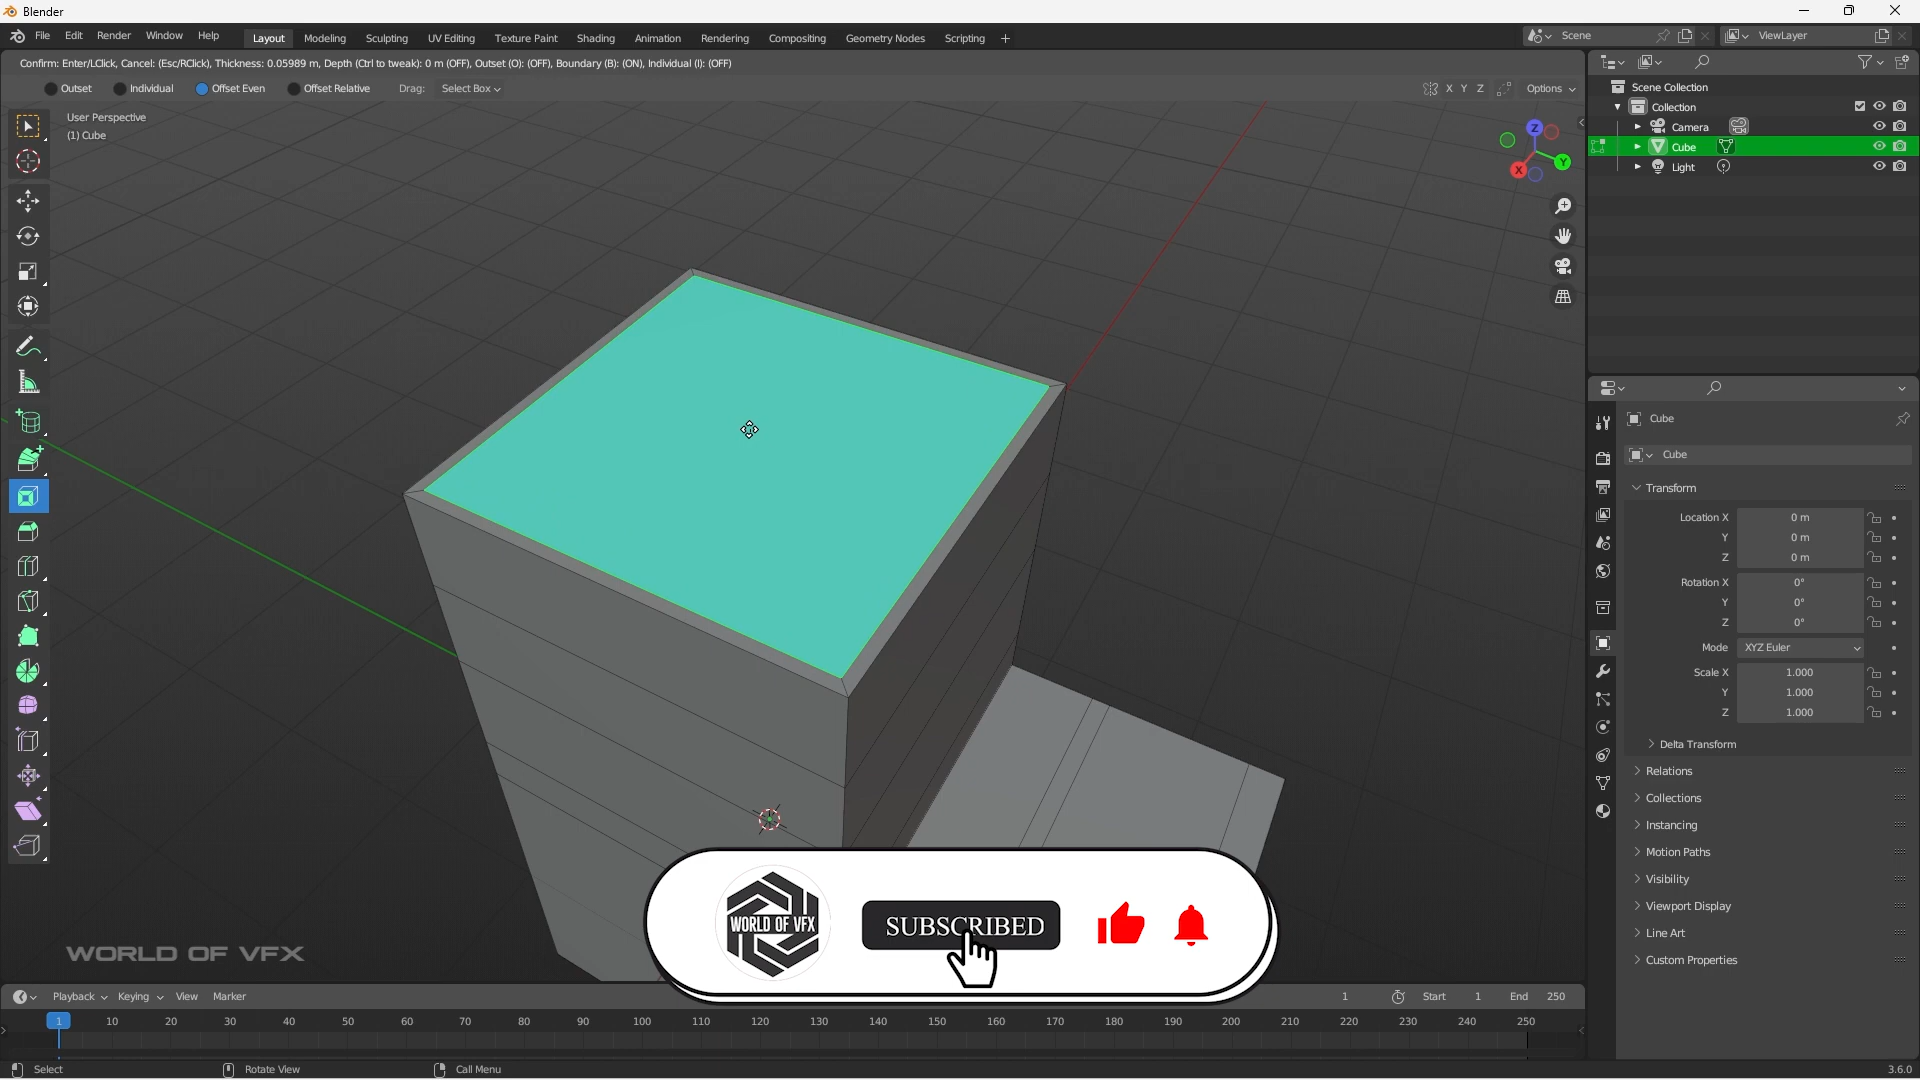 Blender
File Edit Render Window Help Layout Modeling Sculpting UV Editing Texture Paint Shading Animation Rendering Compositing Geometry Nodes Scripting + Scene ViewLayer
Confirm: Enter/LClick, Cancel: (Esc/RClick), Thickness: 0.05989 m, Depth (Ctrl to tweak): 0 m (OFF), Outset (O): (OFF), Boundary (B): (ON), Individual (I): (OFF)
Outset Individual Offset Even Offset Relative Drag: Select Box X Y Z Options
User Perspective
(1) Cube
Z
Y
X
Scene Collection
Collection
Camera
Cube
Light
Cube
Cube
Transform
Location X 0 m
Y 0 m
Z 0 m
Rotation X 0°
Y 0°
Z 0°
Mode XYZ Euler
Scale X 1.000
Y 1.000
Z 1.000
Delta Transform
Relations
Collections
Instancing
Motion Paths
Visibility
Viewport Display
Line Art
Custom Properties
WORLD OF VFX
WORLD OF VFX
SUBSCRIBED
Playback Keying View Marker 1 Start 1 End 250
1 10 20 30 40 50 60 70 80 90 100 110 120 130 140 150 160 170 180 190 200 210 220 230 240 250
Select Rotate View Call Menu 3.6.0